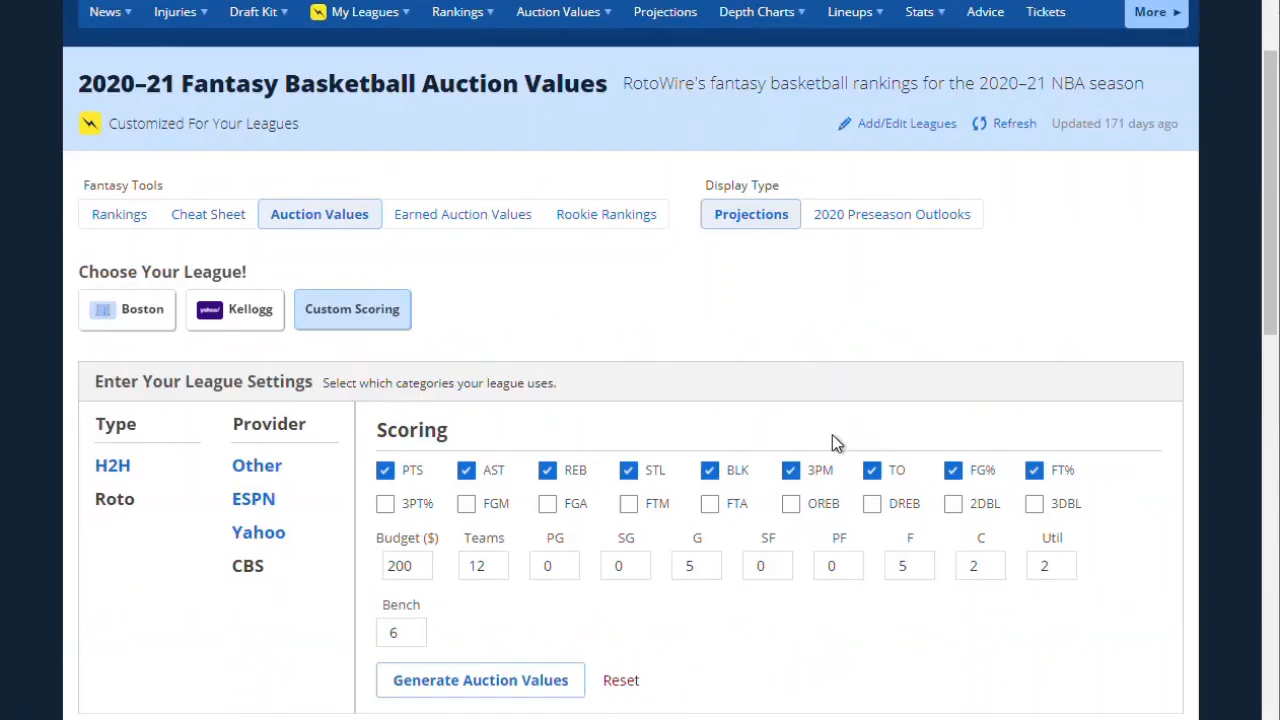 News Injuries Draft Kit My Leagues Rankings Auction Values Projections Depth Charts Lineups Stats Advice Tickets More
2020–21 Fantasy Basketball Auction Values RotoWire's fantasy basketball rankings for the 2020–21 NBA season
Customized For Your Leagues Add/Edit Leagues Refresh Updated 171 days ago
Fantasy Tools Display Type
Rankings Cheat Sheet Auction Values Earned Auction Values Rookie Rankings Projections 2020 Preseason Outlooks
Choose Your League!
Boston yahoo! Kellogg Custom Scoring
Enter Your League Settings Select which categories your league uses.
Type Provider Scoring
H2H Other PTS AST REB STL BLK 3PM TO FG% FT%
Roto ESPN 3PT% FGM FGA FTM FTA OREB DREB 2DBL 3DBL
Yahoo Budget ($) Teams PG SG G SF PF F C Util
CBS 200 12 0 0 5 0 0 5 2 2
Bench
6
Generate Auction Values Reset